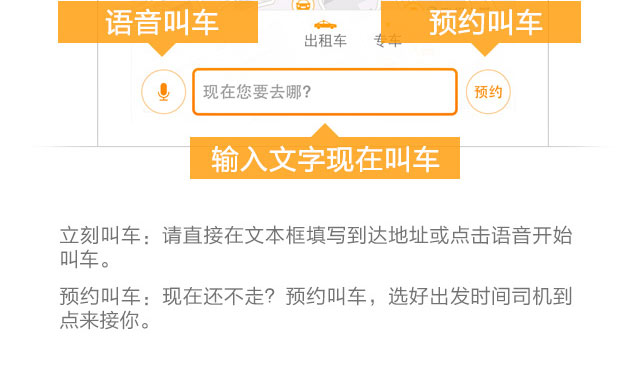 语音叫车
预约叫车
出租车
专车
现在您要去哪?
预约
输入文字现在叫车
立刻叫车：请直接在文本框填写到达地址或点击语音开始
叫车。
预约叫车：现在还不走？预约叫车，选好出发时间司机到
点来接你。